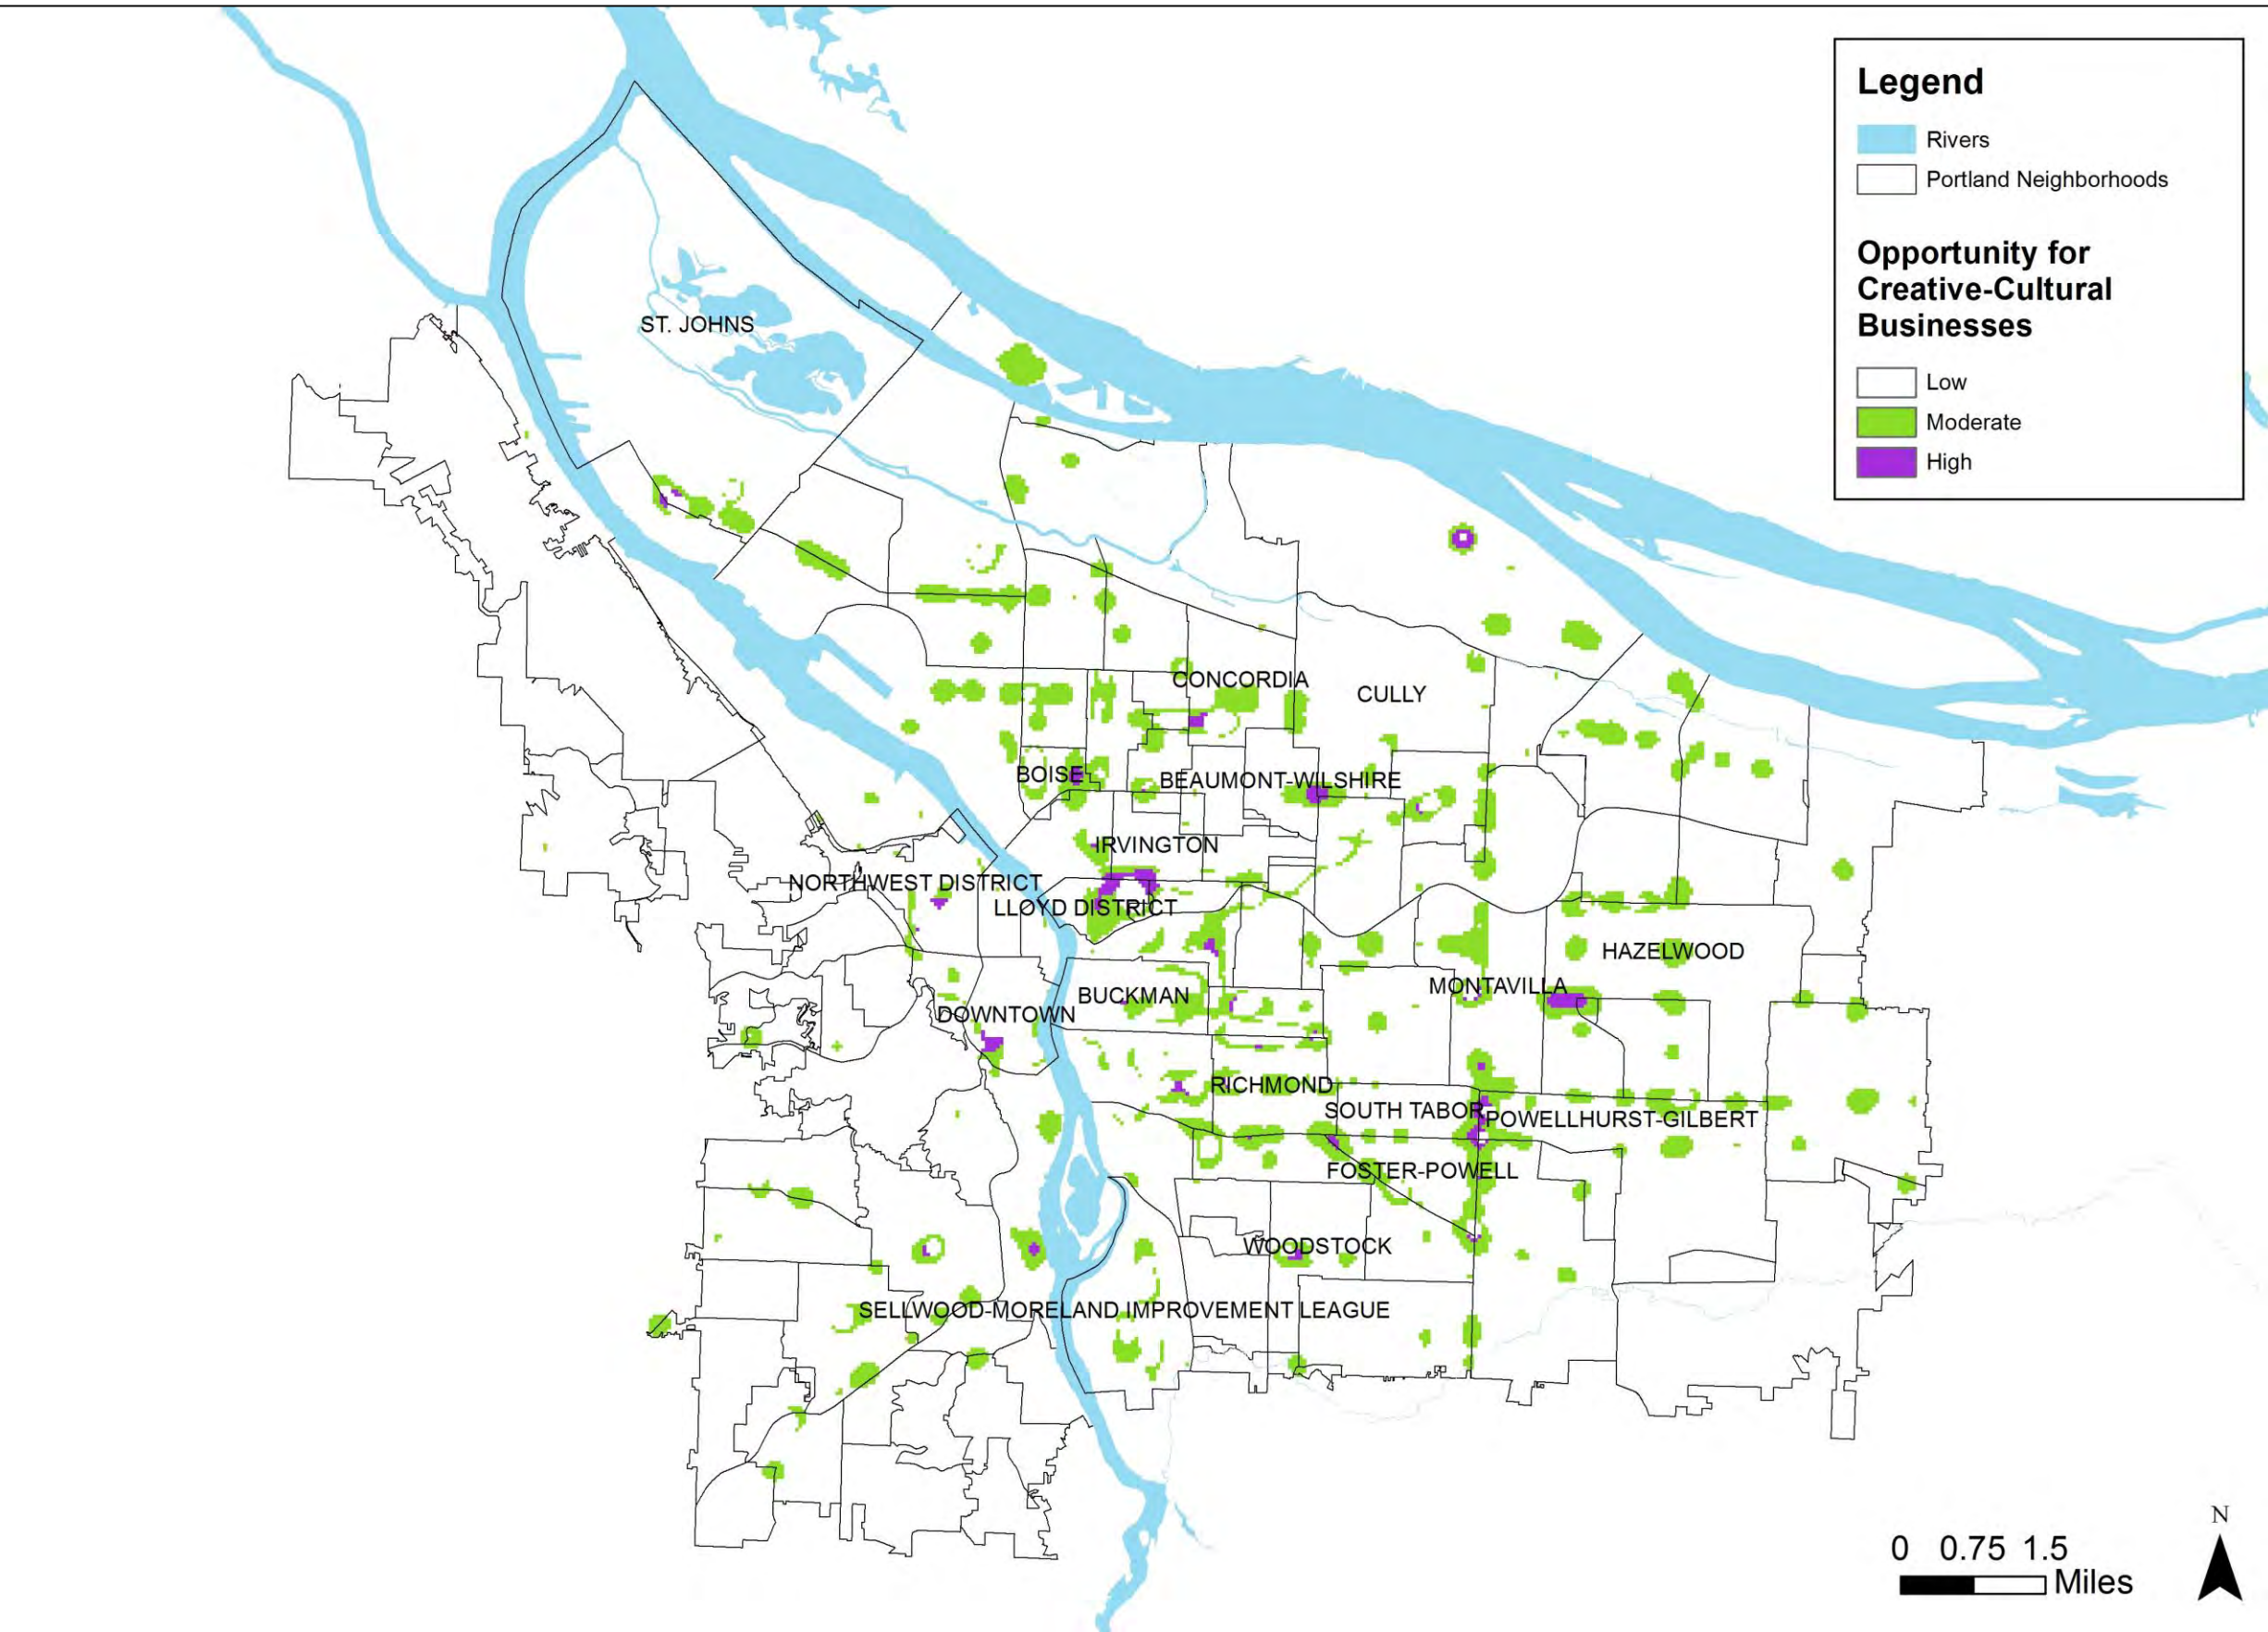 Legend
Rivers
Portland Neighborhoods
Opportunity for
Creative-Cultural
Businesses
Low
Moderate
High
ST. JOHNS
CONCORDIA
CULLY
BOISE
BEAUMONT-WILSHIRE
IRVINGTON
NORTHWEST DISTRICT
LLOYD DISTRICT
HAZELWOOD
MONTAVILLA
BUCKMAN
DOWNTOWN
RICHMOND
SOUTH TABOR
POWELLHURST-GILBERT
FOSTER-POWELL
WOODSTOCK
SELLWOOD-MORELAND IMPROVEMENT LEAGUE
N
0 0.75 1.5
Miles